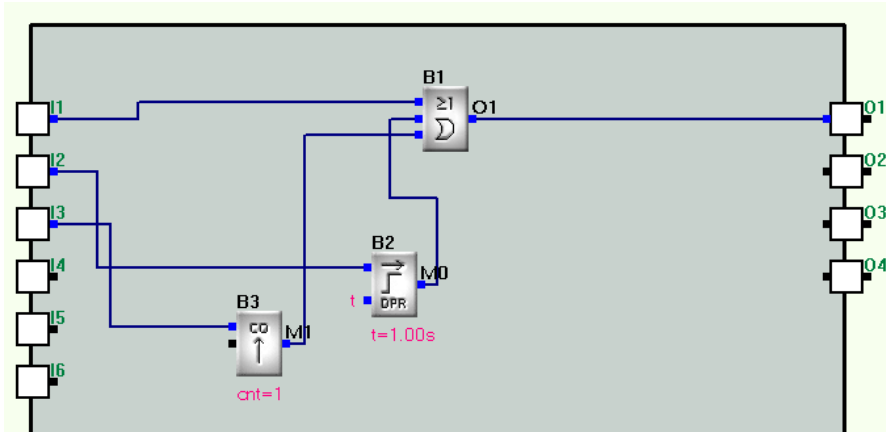 B1
I1
≥1
O1
O1
I2
O2
I3
B2
O3
I4
M0
O4
t
DPR
B3
I5
CO
M1
t=1.00s
I6
cnt=1